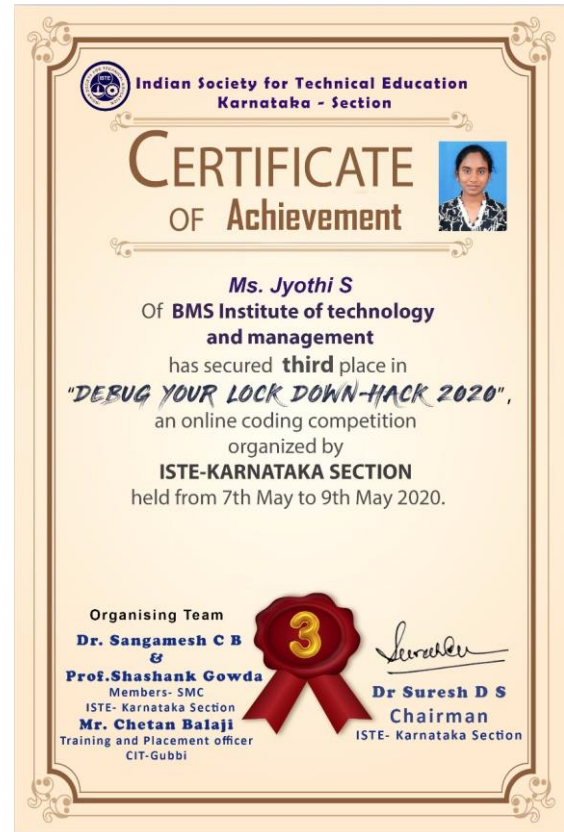 ISTE
Indian Society for Technical Education
Karnataka - Section
CERTIFICATE
OF Achievement
Ms. Jyothi S
Of BMS Institute of technology
and management
has secured third place in
"DEBUG YOUR LOCK DOWN-HACK 2020",
an online coding competition
organized by
ISTE-KARNATAKA SECTION
held from 7th May to 9th May 2020.
Organising Team
Dr. Sangamesh C B
&
Prof.Shashank Gowda
Members- SMC
ISTE- Karnataka Section
Mr. Chetan Balaji
Training and Placement officer
CIT-Gubbi
3
Dr Suresh D S
Chairman
ISTE- Karnataka Section